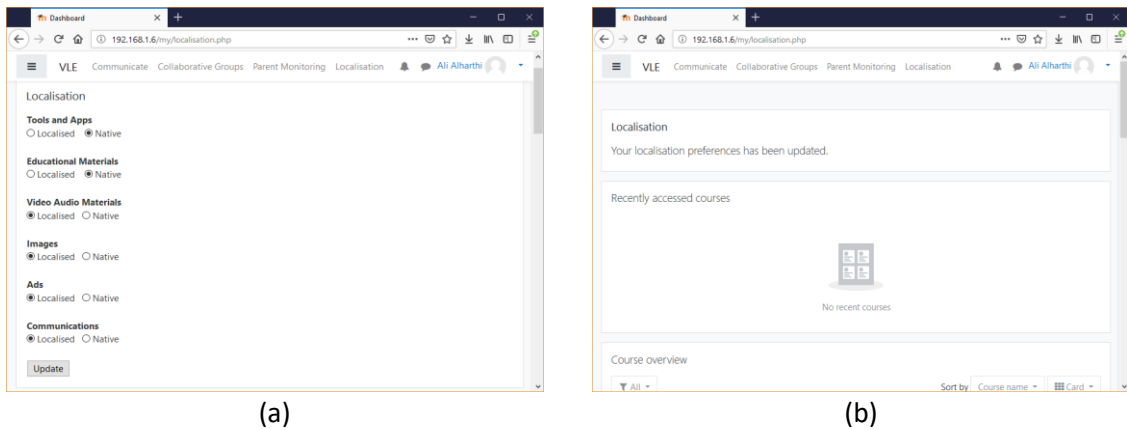 Dashboard
192.168.1.6/my/localisation.php
VLE Communicate Collaborative Groups Parent Monitoring Localisation Ali Alharthi
Localisation
Tools and Apps
Localised Native
Educational Materials
Localised Native
Video Audio Materials
Localised Native
Images
Localised Native
Ads
Localised Native
Communications
Localised Native
Update
(a)
Dashboard
192.168.1.6/my/localisation.php
VLE Communicate Collaborative Groups Parent Monitoring Localisation Ali Alharthi
Localisation
Your localisation preferences has been updated.
Recently accessed courses
No recent courses
Course overview
All Sort by Course name Card
(b)